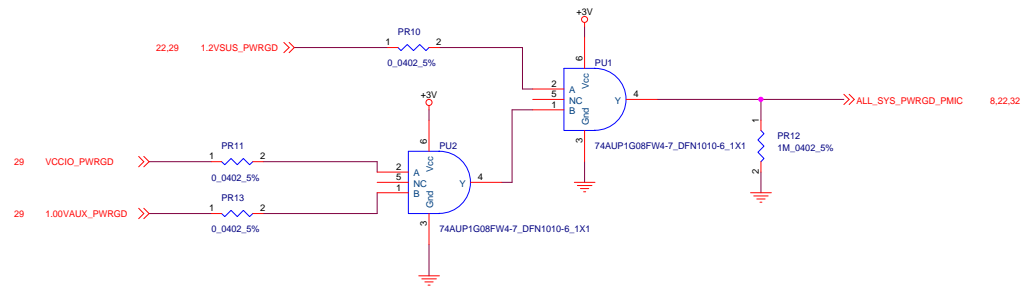 +3V
PR10
22,29 1.2VSUS_PWRGD 1 2
0_0402_5%
6 PU1
Vcc
2 A
5 NC Y 4
1 B
Gnd
3
ALL_SYS_PWRGD_PMIC 8,22,32
+3V
1
PR12
1M_0402_5%
2
74AUP1G08FW4-7_DFN1010-6_1X1
PR11
29 VCCIO_PWRGD 1 2
0_0402_5%
6 PU2
Vcc
2 A
5 NC Y 4
1 B
Gnd
3
PR13
29 1.00VAUX_PWRGD 1 2
0_0402_5%
74AUP1G08FW4-7_DFN1010-6_1X1